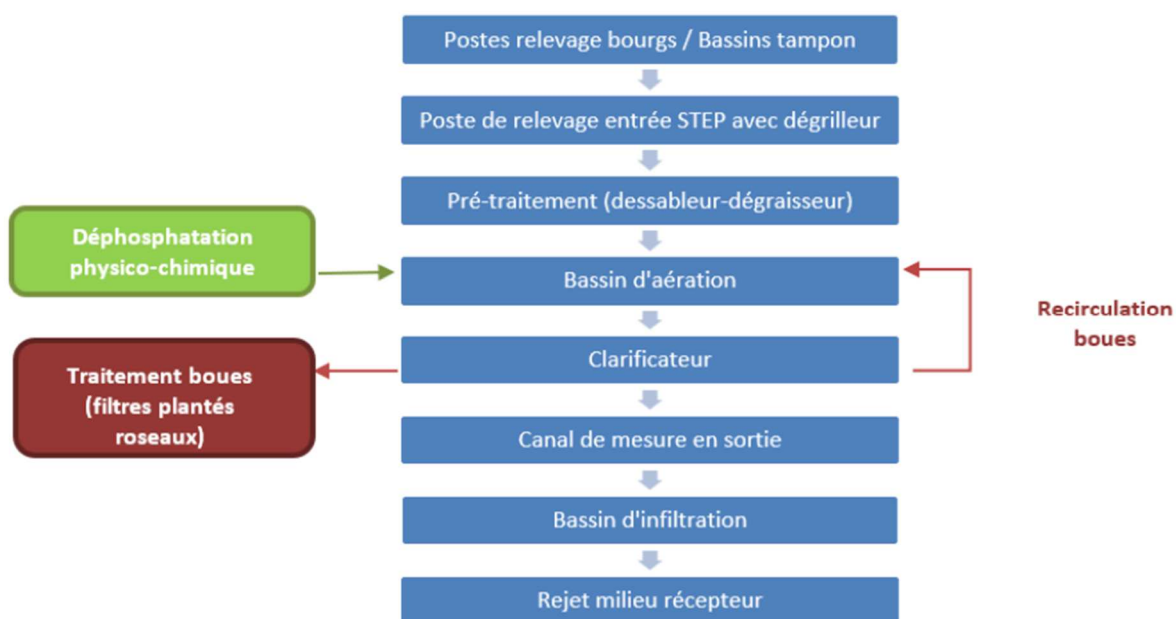 Postes relevage bourgs / Bassins tampon
Poste de relevage entrée STEP avec dégrilleur
Pré-traitement (dessableur-dégraisseur)
Déphosphatation
physico-chimique
Bassin d'aération
Recirculation
boues
Clarificateur
Traitement boues
(filtres plantés
roseaux)
Canal de mesure en sortie
Bassin d'infiltration
Rejet milieu récepteur